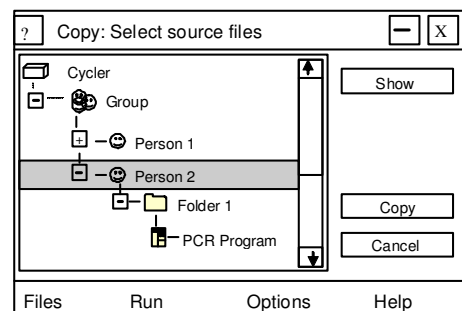 ? Copy: Select source files X
Cycler
Show
Group
Person 1
Person 2
Folder 1
Copy
PCR Program
Cancel
Files Run Options Help